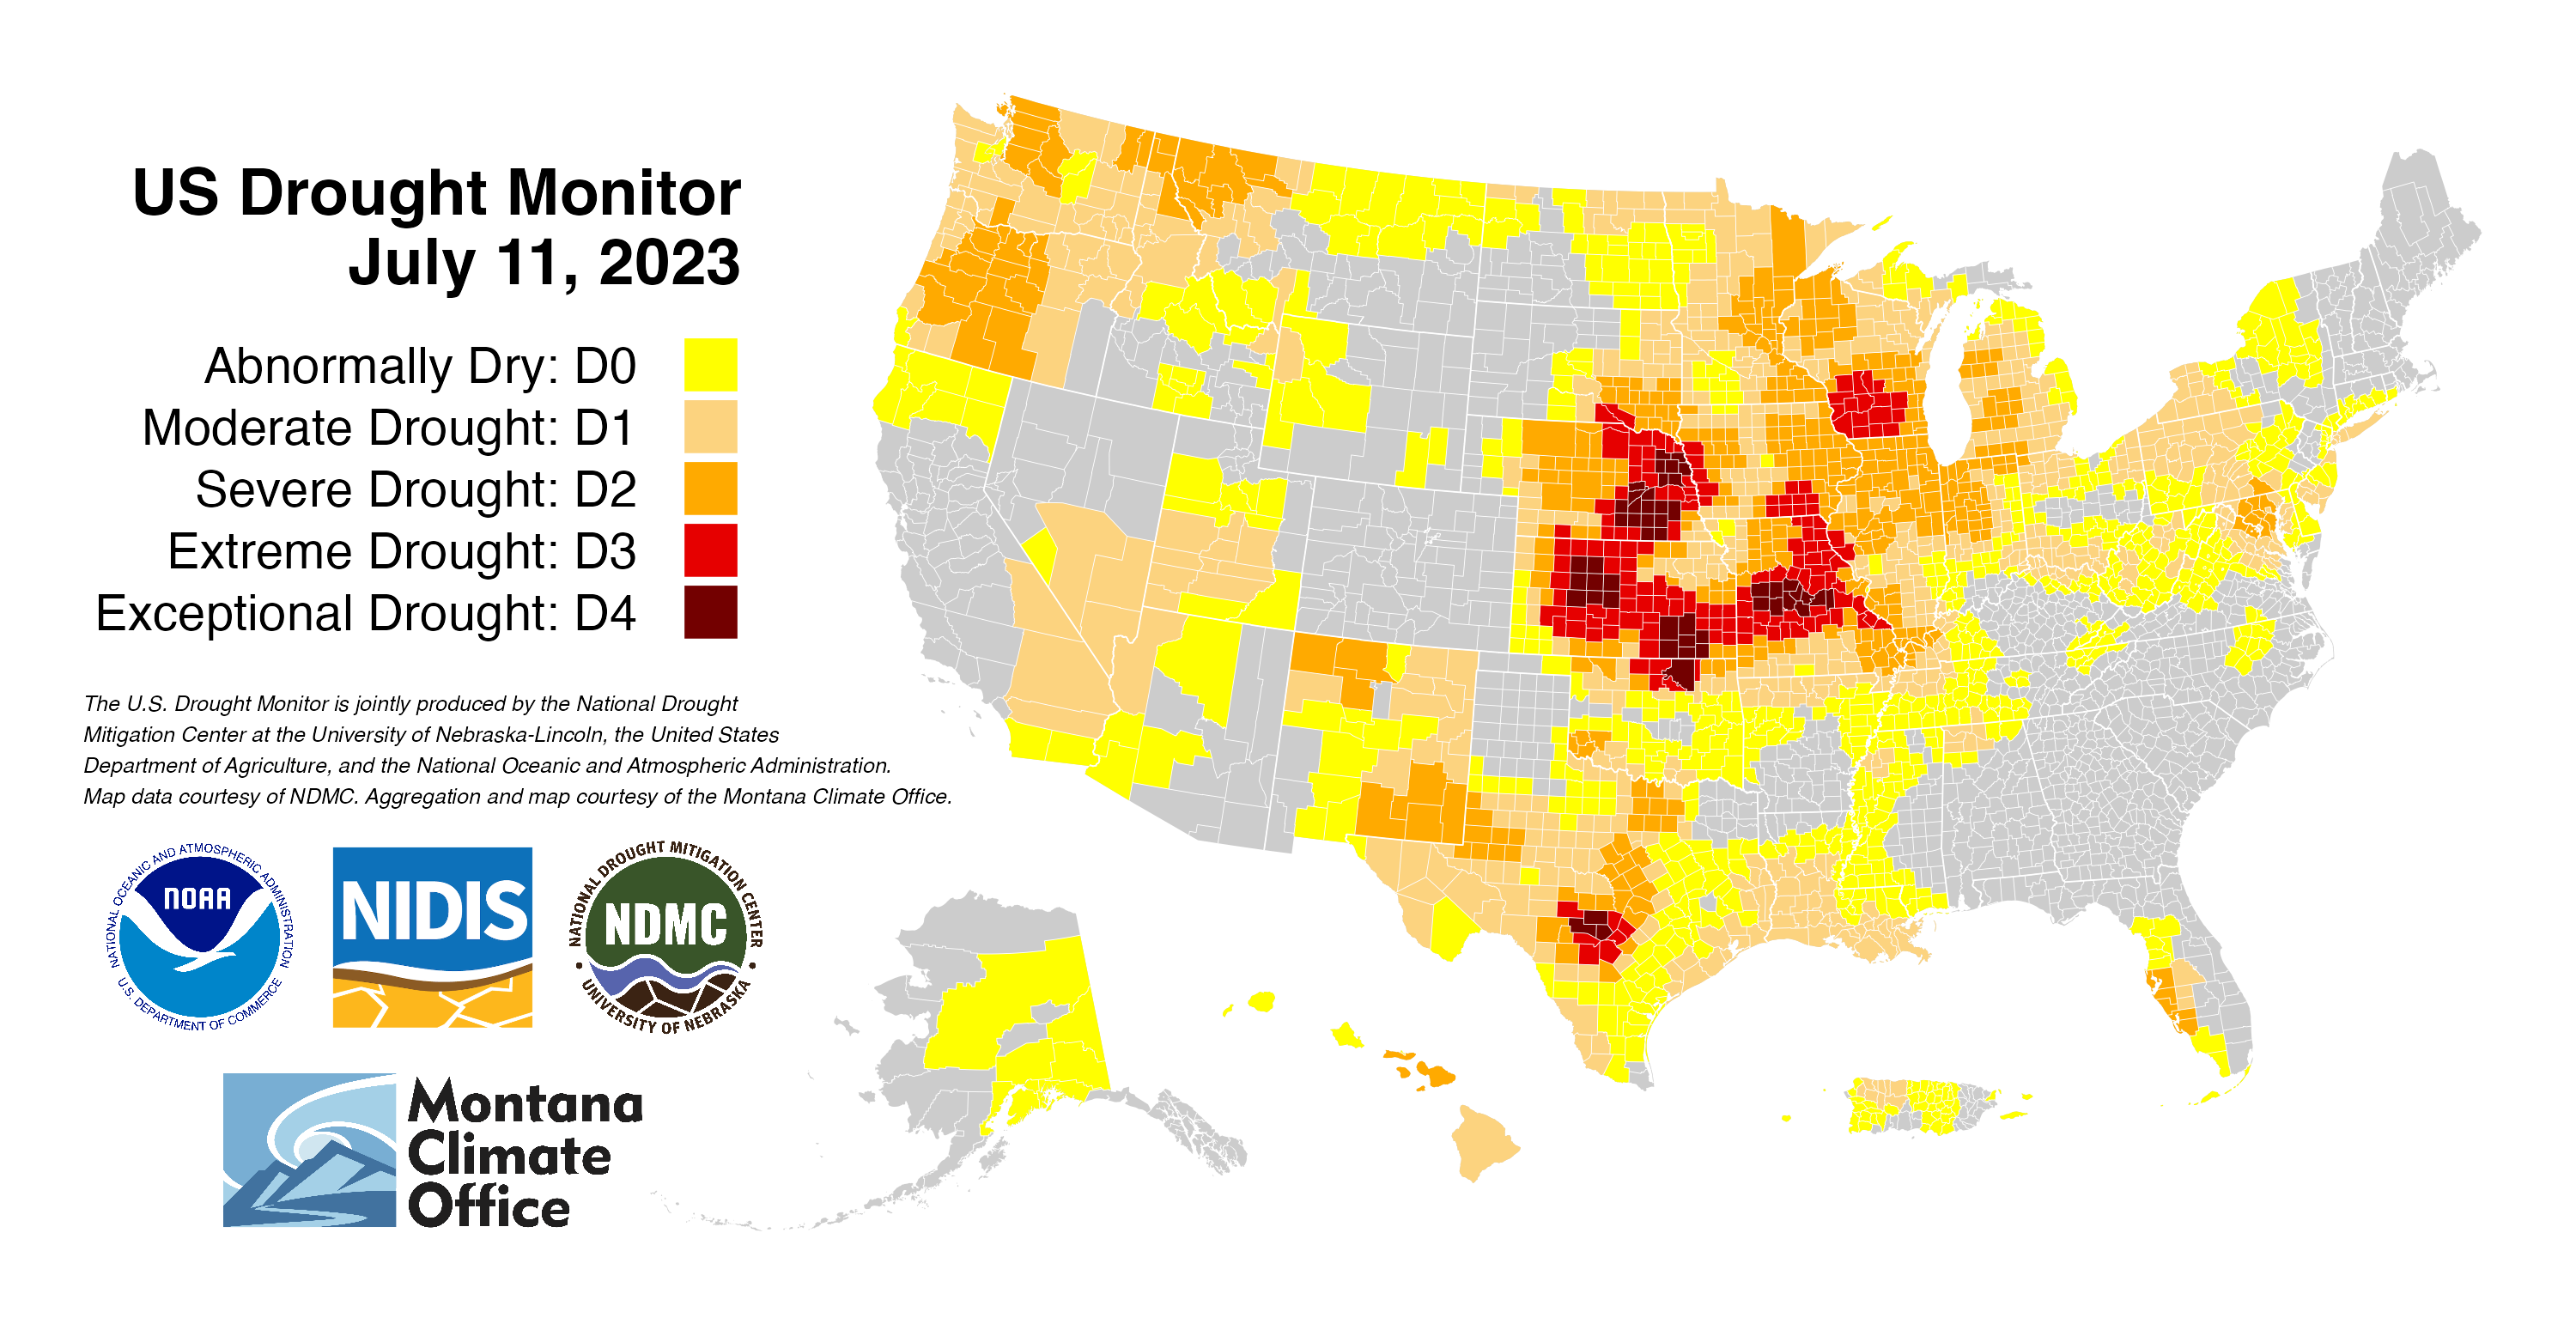 US Drought Monitor
July 11, 2023
Abnormally Dry: D0
Moderate Drought: D1
Severe Drought: D2
Extreme Drought: D3
Exceptional Drought: D4
The U.S. Drought Monitor is jointly produced by the National Drought
Mitigation Center at the University of Nebraska-Lincoln, the United States
Department of Agriculture, and the National Oceanic and Atmospheric Administration.
Map data courtesy of NDMC. Aggregation and map courtesy of the Montana Climate Office.
NATIONAL OCEANIC AND ATMOSPHERIC ADMINISTRATION
NOAA
U.S. DEPARTMENT OF COMMERCE
NIDIS
NATIONAL DROUGHT MITIGATION CENTER
NDMC
UNIVERSITY OF NEBRASKA
Montana
Climate
Office